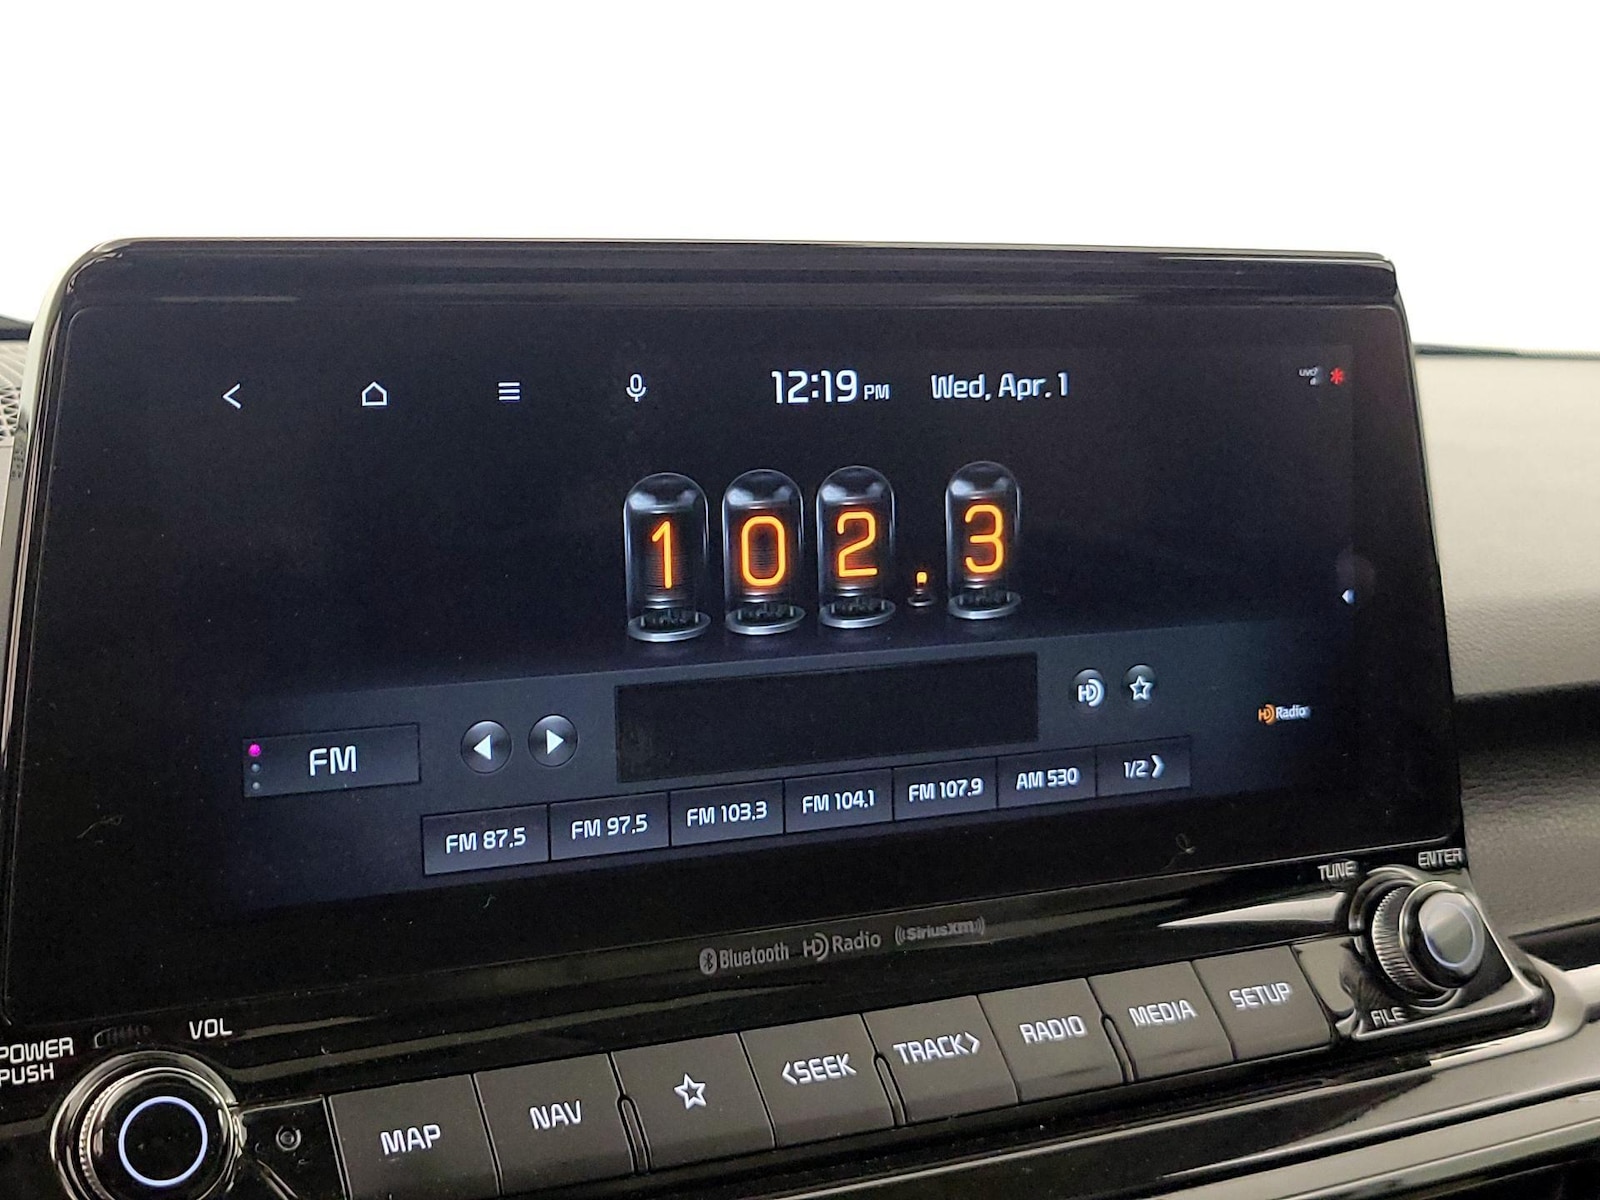 12:19 PM Wed, Apr. 1
UVO
102.3
HD
HD Radio
FM
FM 87.5 FM 97.5 FM 103.3 FM 104.1 FM 107.9 AM 530 1/2 >
Bluetooth HD Radio ((SiriusXM))
TUNE ENTER
FILE
POWER PUSH VOL
MAP NAV <SEEK TRACK> RADIO MEDIA SETUP